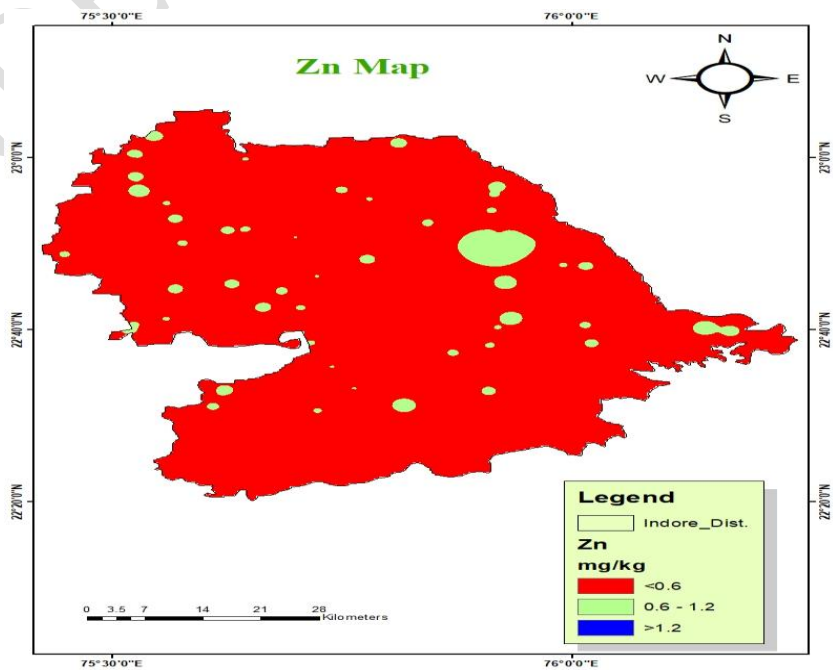 75°30'0"E 76°0'0"E
Zn Map
N
W E
S
23°0'0"N 23°0'0"N
22°40'0"N 22°40'0"N
22°20'0"N 22°20'0"N
Legend
Indore_Dist.
Zn
mg/kg
<0.6
0.6 - 1.2
>1.2
0 3.5 7 14 21 28
Kilometers
75°30'0"E 76°0'0"E